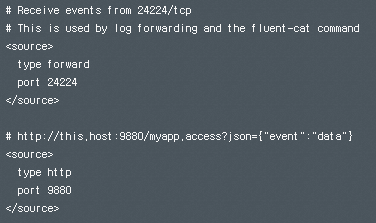 # Receive events from 24224/tcp
# This is used by log forwarding and the fluent-cat command
<source>
  type forward
  port 24224
</source>

# http://this.host:9880/myapp.access?json={"event":"data"}
<source>
  type http
  port 9880
</source>